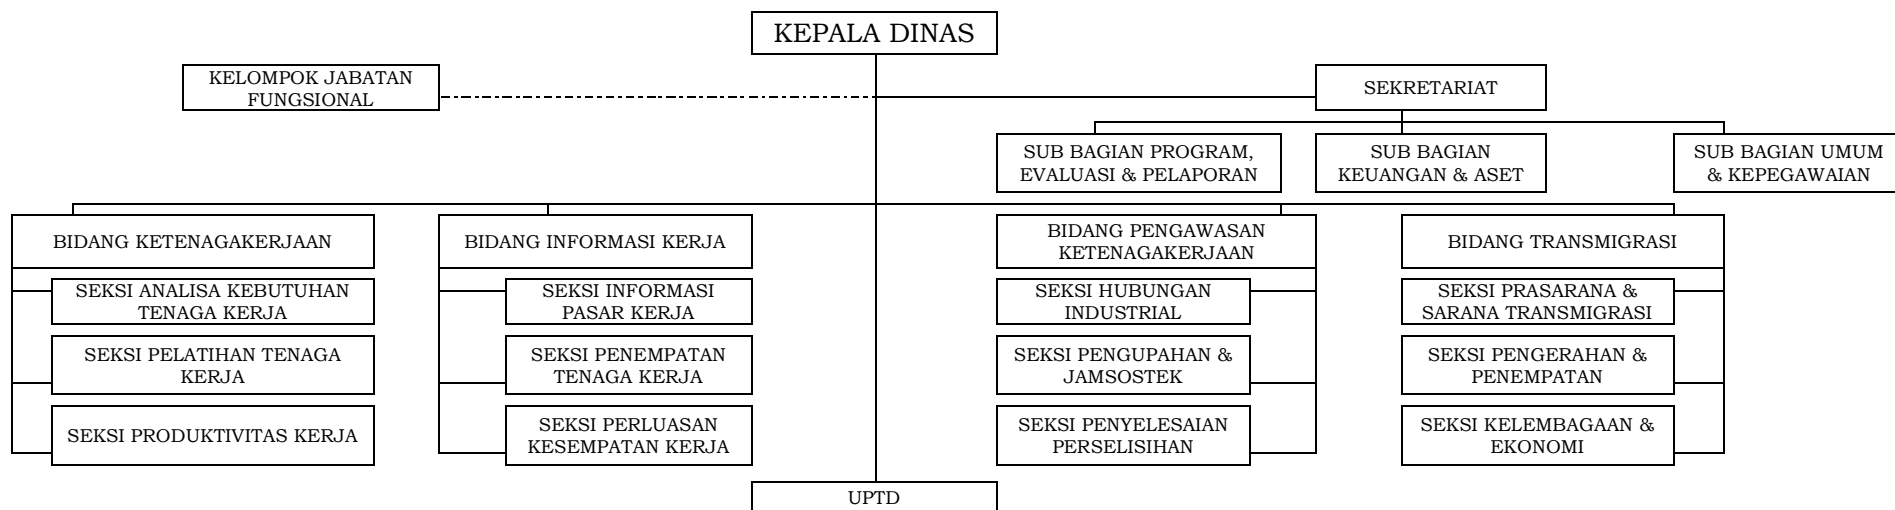 KEPALA DINAS
KELOMPOK JABATAN
FUNGSIONAL
SEKRETARIAT
SUB BAGIAN PROGRAM,
EVALUASI & PELAPORAN
SUB BAGIAN
KEUANGAN & ASET
SUB BAGIAN UMUM
& KEPEGAWAIAN
BIDANG KETENAGAKERJAAN
SEKSI ANALISA KEBUTUHAN
TENAGA KERJA
SEKSI PELATIHAN TENAGA
KERJA
SEKSI PRODUKTIVITAS KERJA
BIDANG INFORMASI KERJA
SEKSI INFORMASI
PASAR KERJA
SEKSI PENEMPATAN
TENAGA KERJA
SEKSI PERLUASAN
KESEMPATAN KERJA
BIDANG PENGAWASAN
KETENAGAKERJAAN
SEKSI HUBUNGAN
INDUSTRIAL
SEKSI PENGUPAHAN &
JAMSOSTEK
SEKSI PENYELESAIAN
PERSELISIHAN
BIDANG TRANSMIGRASI
SEKSI PRASARANA &
SARANA TRANSMIGRASI
SEKSI PENGERAHAN &
PENEMPATAN
SEKSI KELEMBAGAAN &
EKONOMI
UPTD